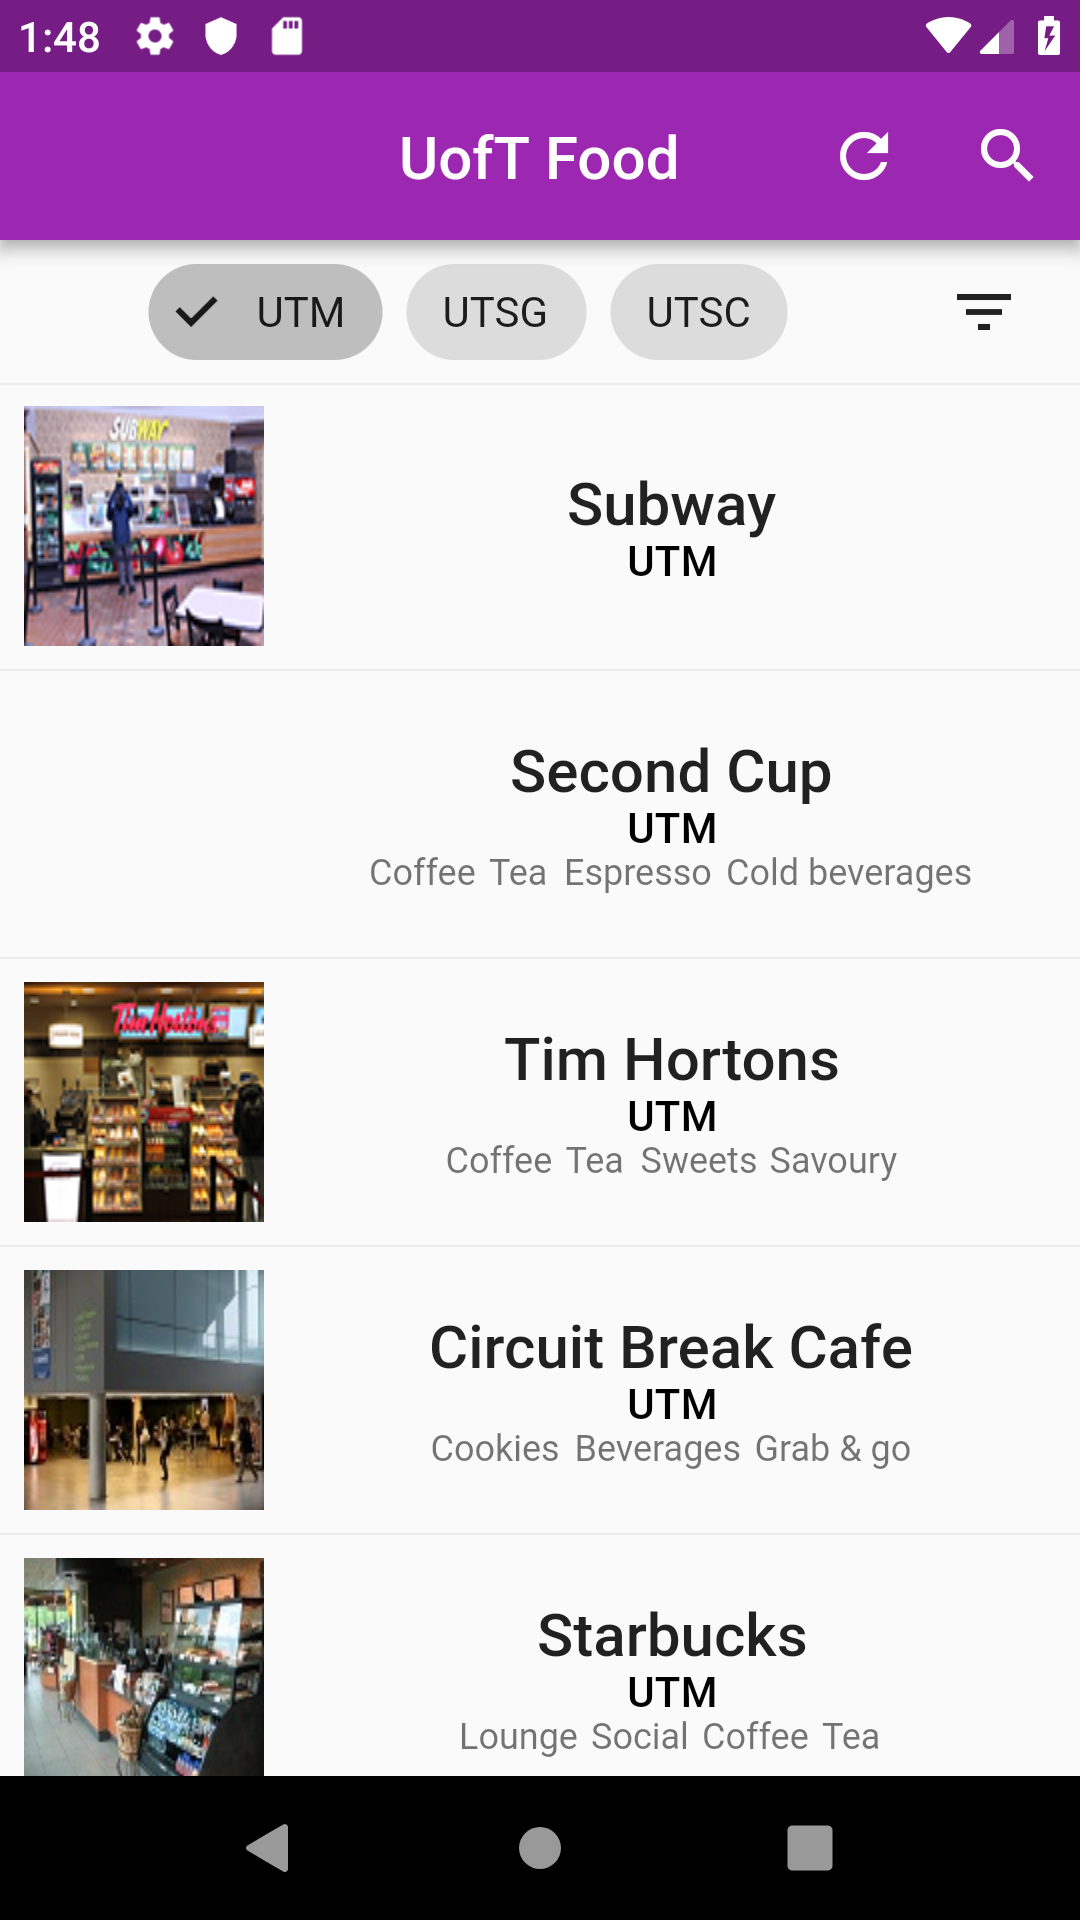 1:48
UofT Food
UTM UTSG UTSC
SUBWAY
Subway
UTM
Second Cup
UTM
Coffee Tea Espresso Cold beverages
Tim Hortons
Tim Hortons
UTM
Coffee Tea Sweets Savoury
Circuit Break Cafe
UTM
Cookies Beverages Grab & go
Starbucks
UTM
Lounge Social Coffee Tea